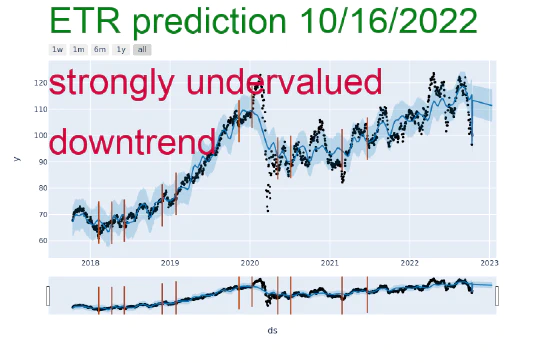 ETR prediction 10/16/2022
1w 1m 6m 1y all
strongly undervalued
downtrend
120
110
100
90
80
70
60
y
2018 2019 2020 2021 2022 2023
ds